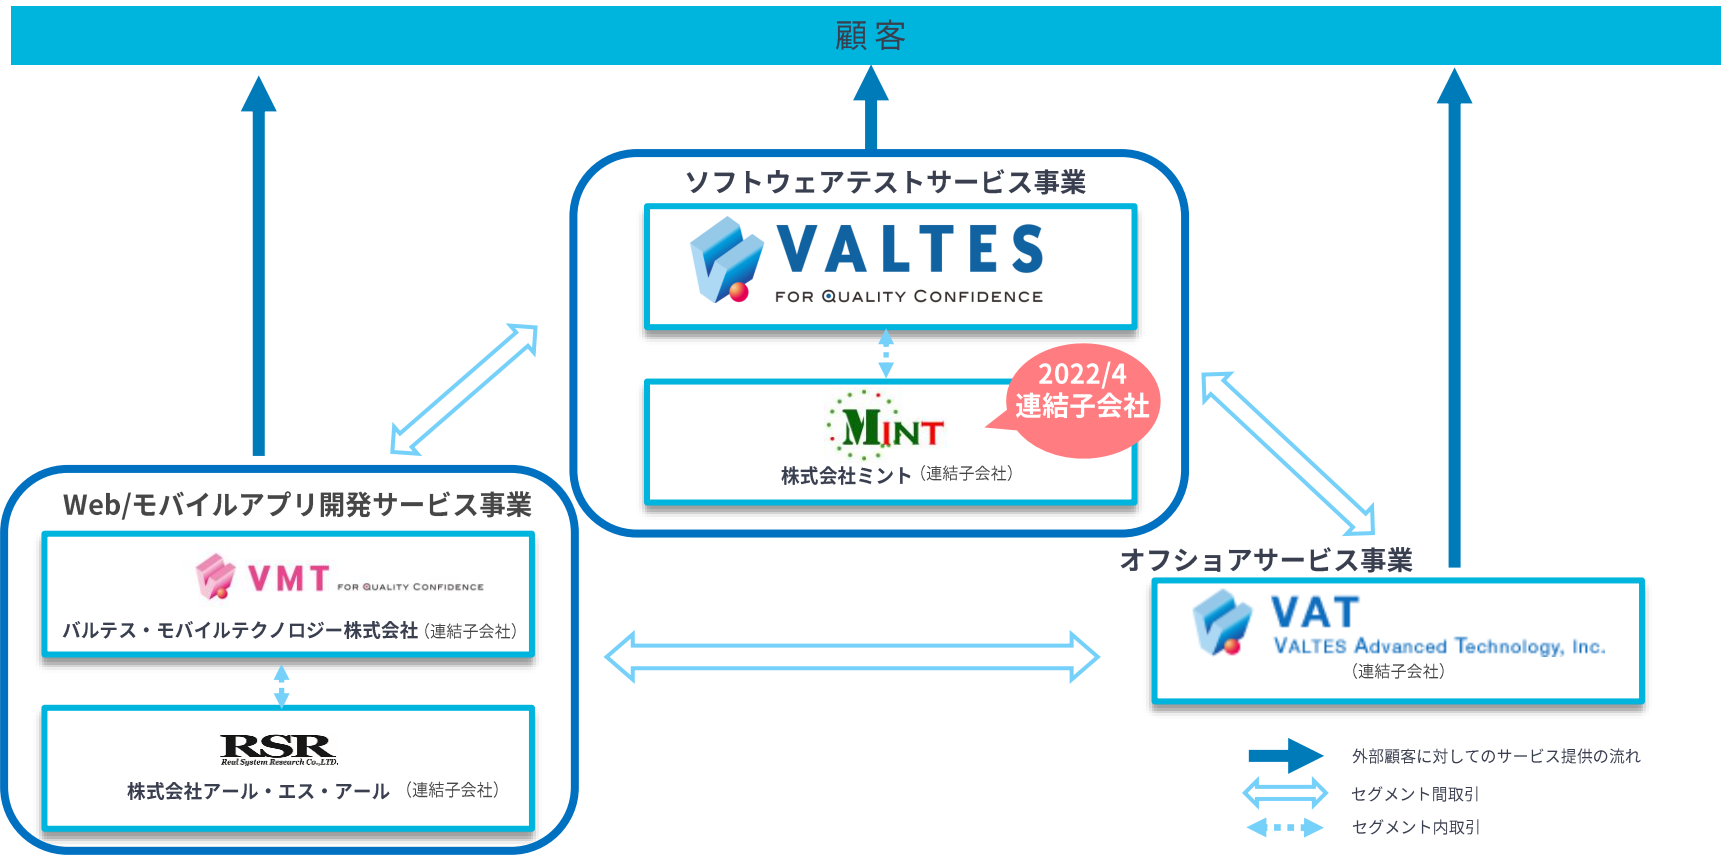 顧客
ソフトウェアテストサービス事業
VALTES
FOR QUALITY CONFIDENCE
2022/4
連結子会社
MINT
株式会社ミント（連結子会社）
Web/モバイルアプリ開発サービス事業
VMT FOR QUALITY CONFIDENCE
バルテス・モバイルテクノロジー株式会社（連結子会社）
RSR
Real System Research Co.,LTD.
株式会社アール・エス・アール （連結子会社）
オフショアサービス事業
VAT
VALTES Advanced Technology, Inc.
（連結子会社）
外部顧客に対してのサービス提供の流れ
セグメント間取引
セグメント内取引